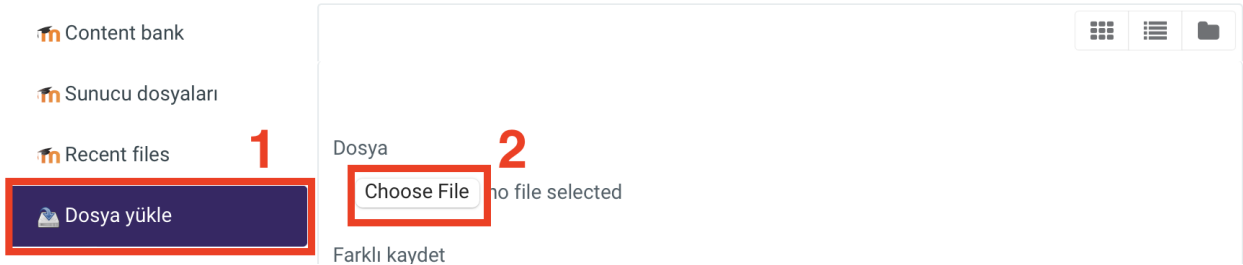 Content bank
Sunucu dosyaları
Recent files
1
Dosya yükle
Dosya
2
Choose File no file selected
Farklı kaydet